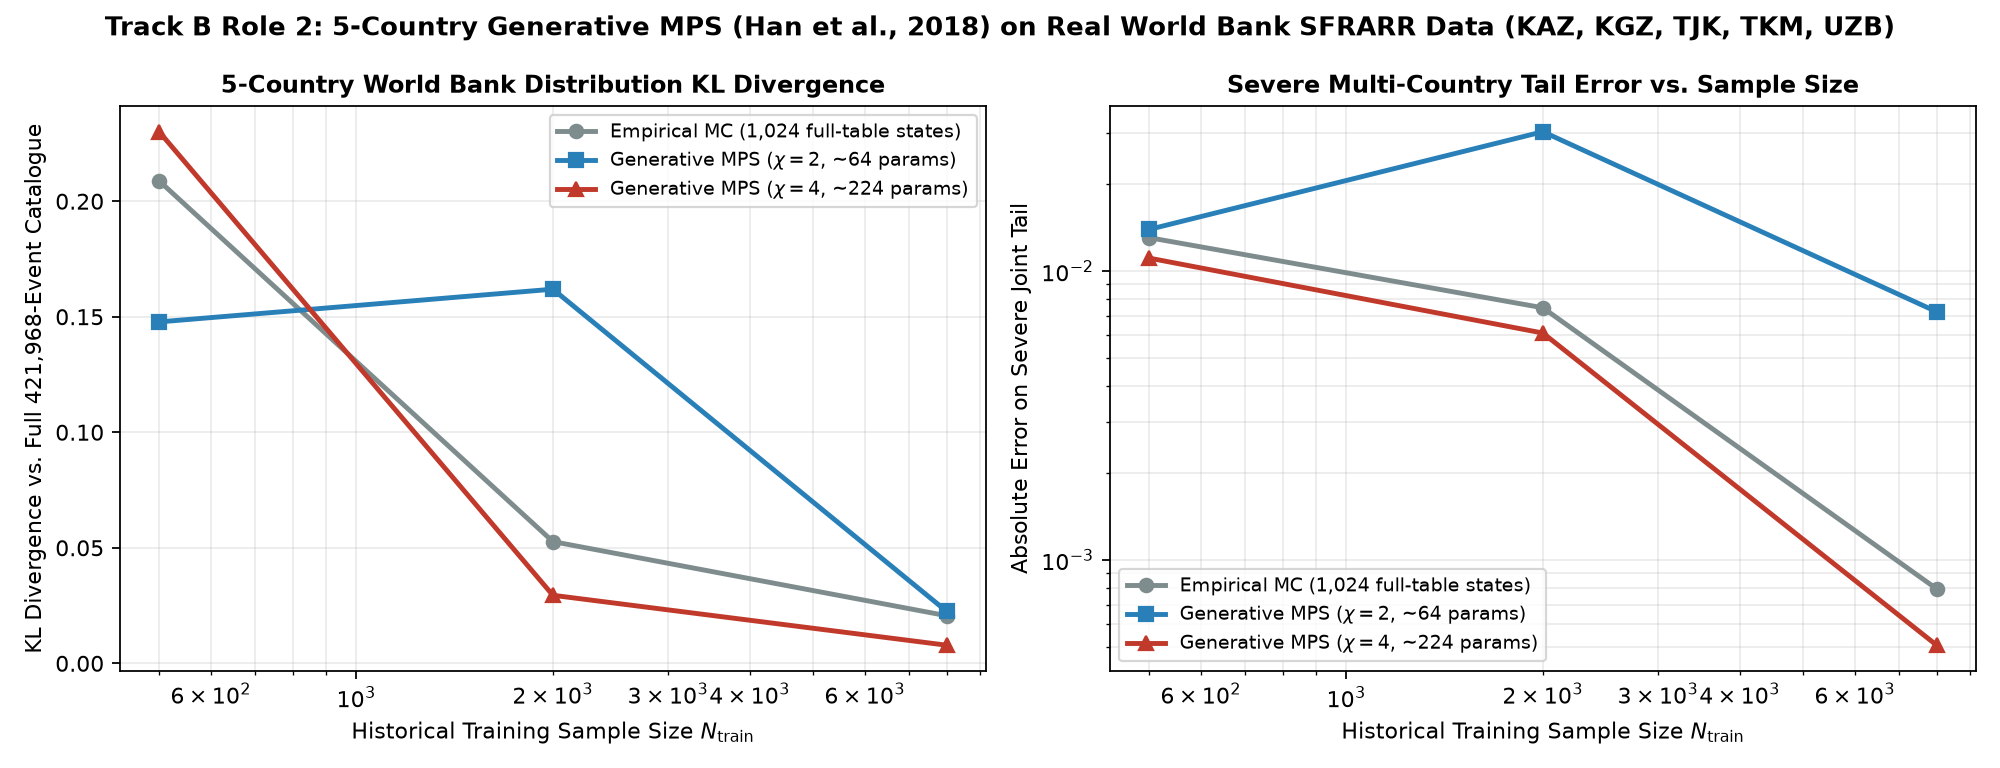 Track B Role 2: 5-Country Generative MPS (Han et al., 2018) on Real World Bank SFRARR Data (KAZ, KGZ, TJK, TKM, UZB)
5-Country World Bank Distribution KL Divergence
KL Divergence vs. Full 421,968-Event Catalogue
0.20
0.15
0.10
0.05
0.00
Empirical MC (1,024 full-table states)
Generative MPS (χ = 2, ~64 params)
Generative MPS (χ = 4, ~224 params)
6 × 10²
10³
2 × 10³
3 × 10³
4 × 10³
6 × 10³
Historical Training Sample Size N_train
Severe Multi-Country Tail Error vs. Sample Size
Absolute Error on Severe Joint Tail
10⁻²
10⁻³
Empirical MC (1,024 full-table states)
Generative MPS (χ = 2, ~64 params)
Generative MPS (χ = 4, ~224 params)
6 × 10²
10³
2 × 10³
3 × 10³
4 × 10³
6 × 10³
Historical Training Sample Size N_train